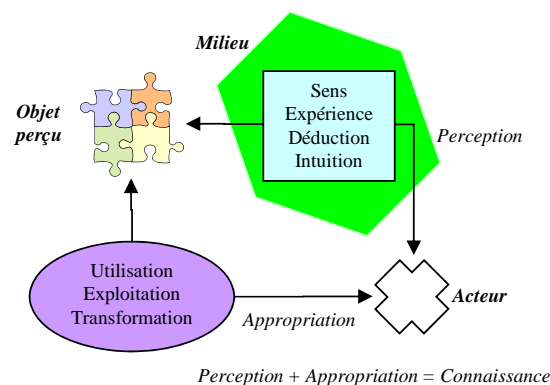 Milieu
Objet
perçu
Sens
Expérience
Déduction
Intuition
Perception
Utilisation
Exploitation
Transformation
Appropriation
Acteur
Perception + Appropriation = Connaissance